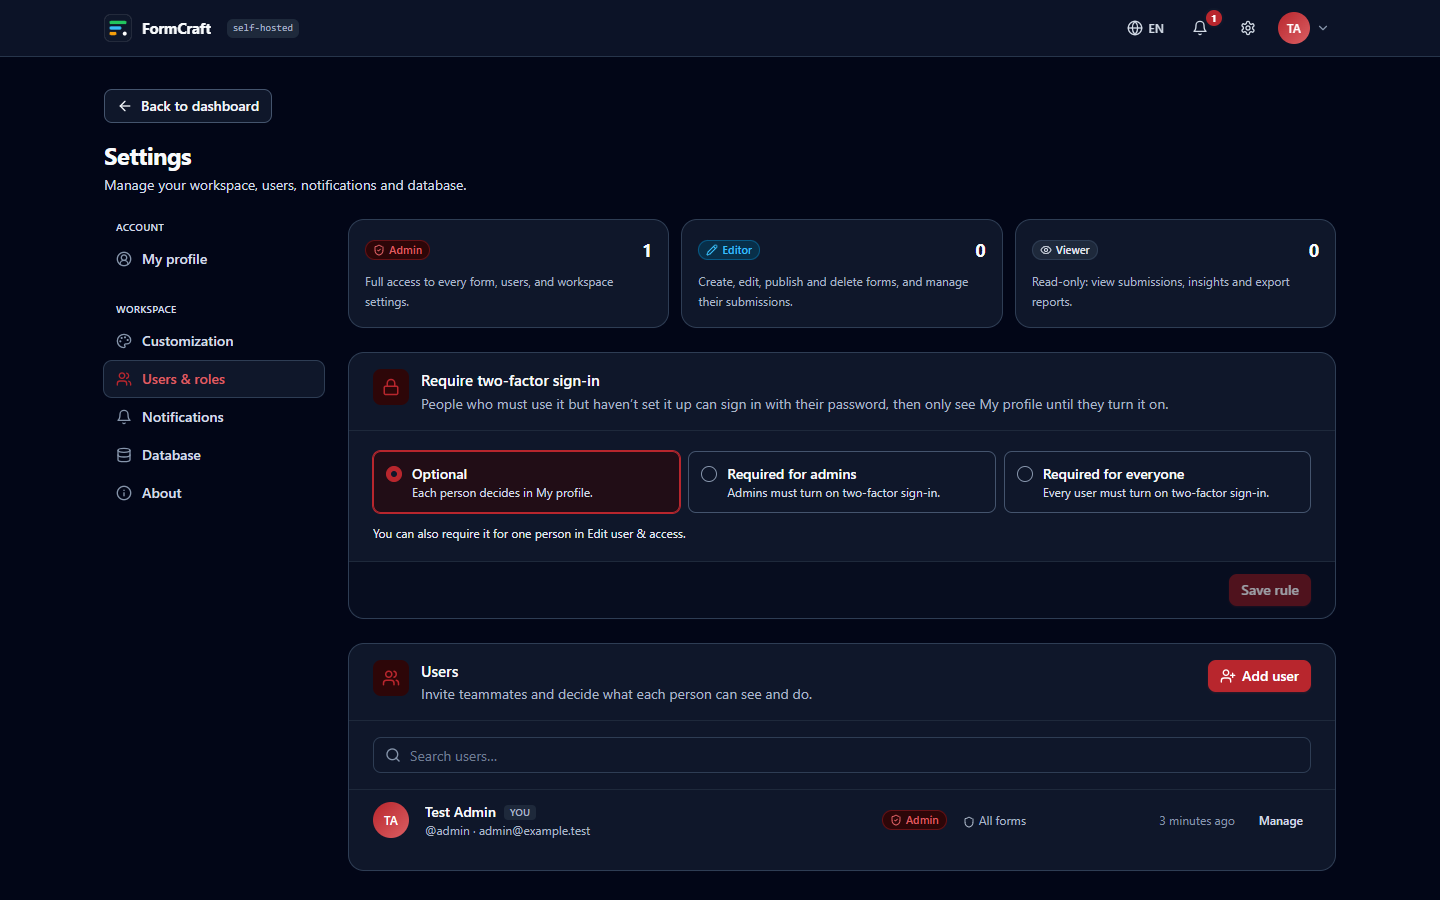 FormCraft self-hosted EN 1 TA
Back to dashboard
Settings
Manage your workspace, users, notifications and database.
ACCOUNT
My profile
WORKSPACE
Customization
Users & roles
Notifications
Database
About
Admin 1
Full access to every form, users, and workspace
settings.
Editor 0
Create, edit, publish and delete forms, and manage
their submissions.
Viewer 0
Read-only: view submissions, insights and export
reports.
Require two-factor sign-in
People who must use it but haven't set it up can sign in with their password, then only see My profile until they turn it on.
Optional
Each person decides in My profile.
Required for admins
Admins must turn on two-factor sign-in.
Required for everyone
Every user must turn on two-factor sign-in.
You can also require it for one person in Edit user & access.
Save rule
Users
Invite teammates and decide what each person can see and do.
Add user
Search users...
TA Test Admin YOU
@admin · admin@example.test
Admin All forms 3 minutes ago Manage